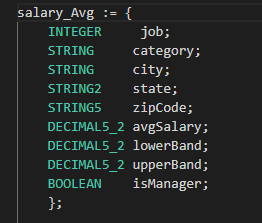 salary_Avg := {
INTEGER job;
STRING category;
STRING city;
STRING2 state;
STRING5 zipCode;
DECIMAL5_2 avgSalary;
DECIMAL5_2 lowerBand;
DECIMAL5_2 upperBand;
BOOLEAN isManager;
};